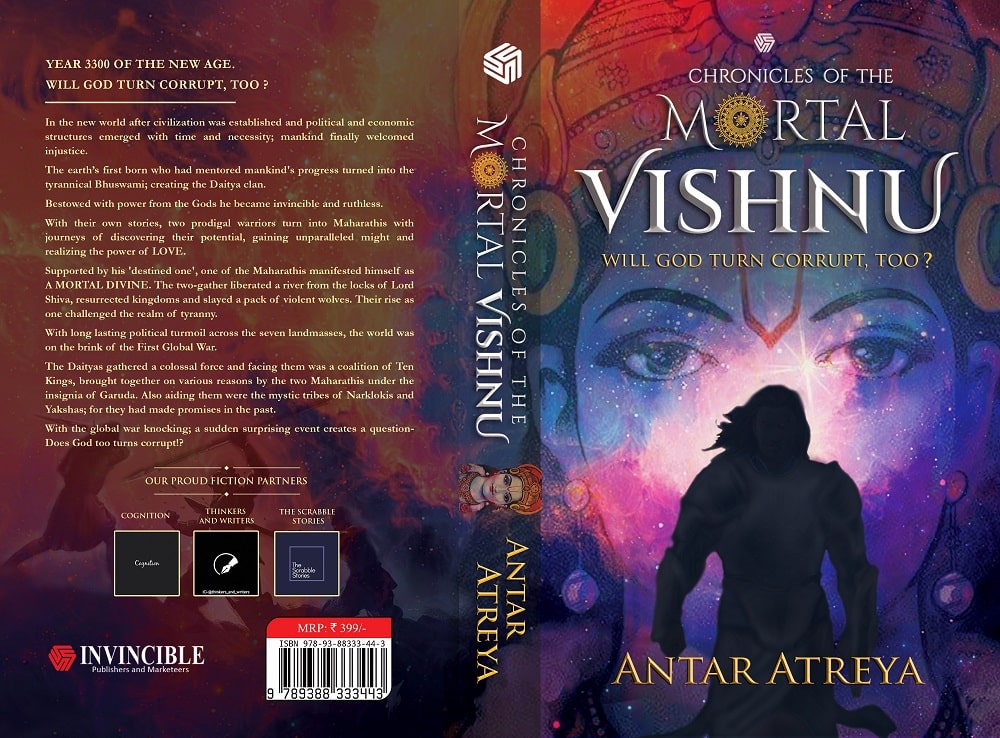 YEAR 3300 OF THE NEW AGE.
WILL GOD TURN CORRUPT, TOO ?
In the new world after civilization was established and political and economic
structures emerged with time and necessity; mankind finally welcomed
injustice.
The earth's first born who had mentored mankind's progress turned into the
tyrannical Bhuswami; creating the Daitya clan.
Bestowed with power from the Gods he became invincible and ruthless.
With their own stories, two prodigal warriors turn into Maharathis with
journeys of discovering their potential, gaining unparalleled might and
realizing the power of LOVE.
Supported by his 'destined one', one of the Maharathis manifested himself as
A MORTAL DIVINE. The two-gather liberated a river from the locks of Lord
Shiva, resurrected kingdoms and slayed a pack of violent wolves. Their rise as
one challenged the realm of tyranny.
With long lasting political turmoil across the seven landmasses, the world was
on the brink of the First Global War.
The Daityas gathered a colossal force and facing them was a coalition of Ten
Kings, brought together on various reasons by the two Maharathis under the
insignia of Garuda. Also aiding them were the mystic tribes of Narklokis and
Yakshas; for they had made promises in the past.
With the global war knocking; a sudden surprising event creates a question-
Does God too turns corrupt!?
OUR PROUD FICTION PARTNERS
COGNITION
THINKERS
AND WRITERS
THE SCRABBLE
STORIES
Cognition
IG-@thinkers_and_writers
The
Scrabble
Stories
INVINCIBLE
Publishers and Marketeers
MRP: ₹ 399/-
ISBN 978-93-88333-44-3
9 789388 333443
CHRONICLES OF THE
MORTAL VISHNU
ANTAR
ATREYA
CHRONICLES OF THE
MORTAL
VISHNU
WILL GOD TURN CORRUPT, TOO ?
ANTAR ATREYA